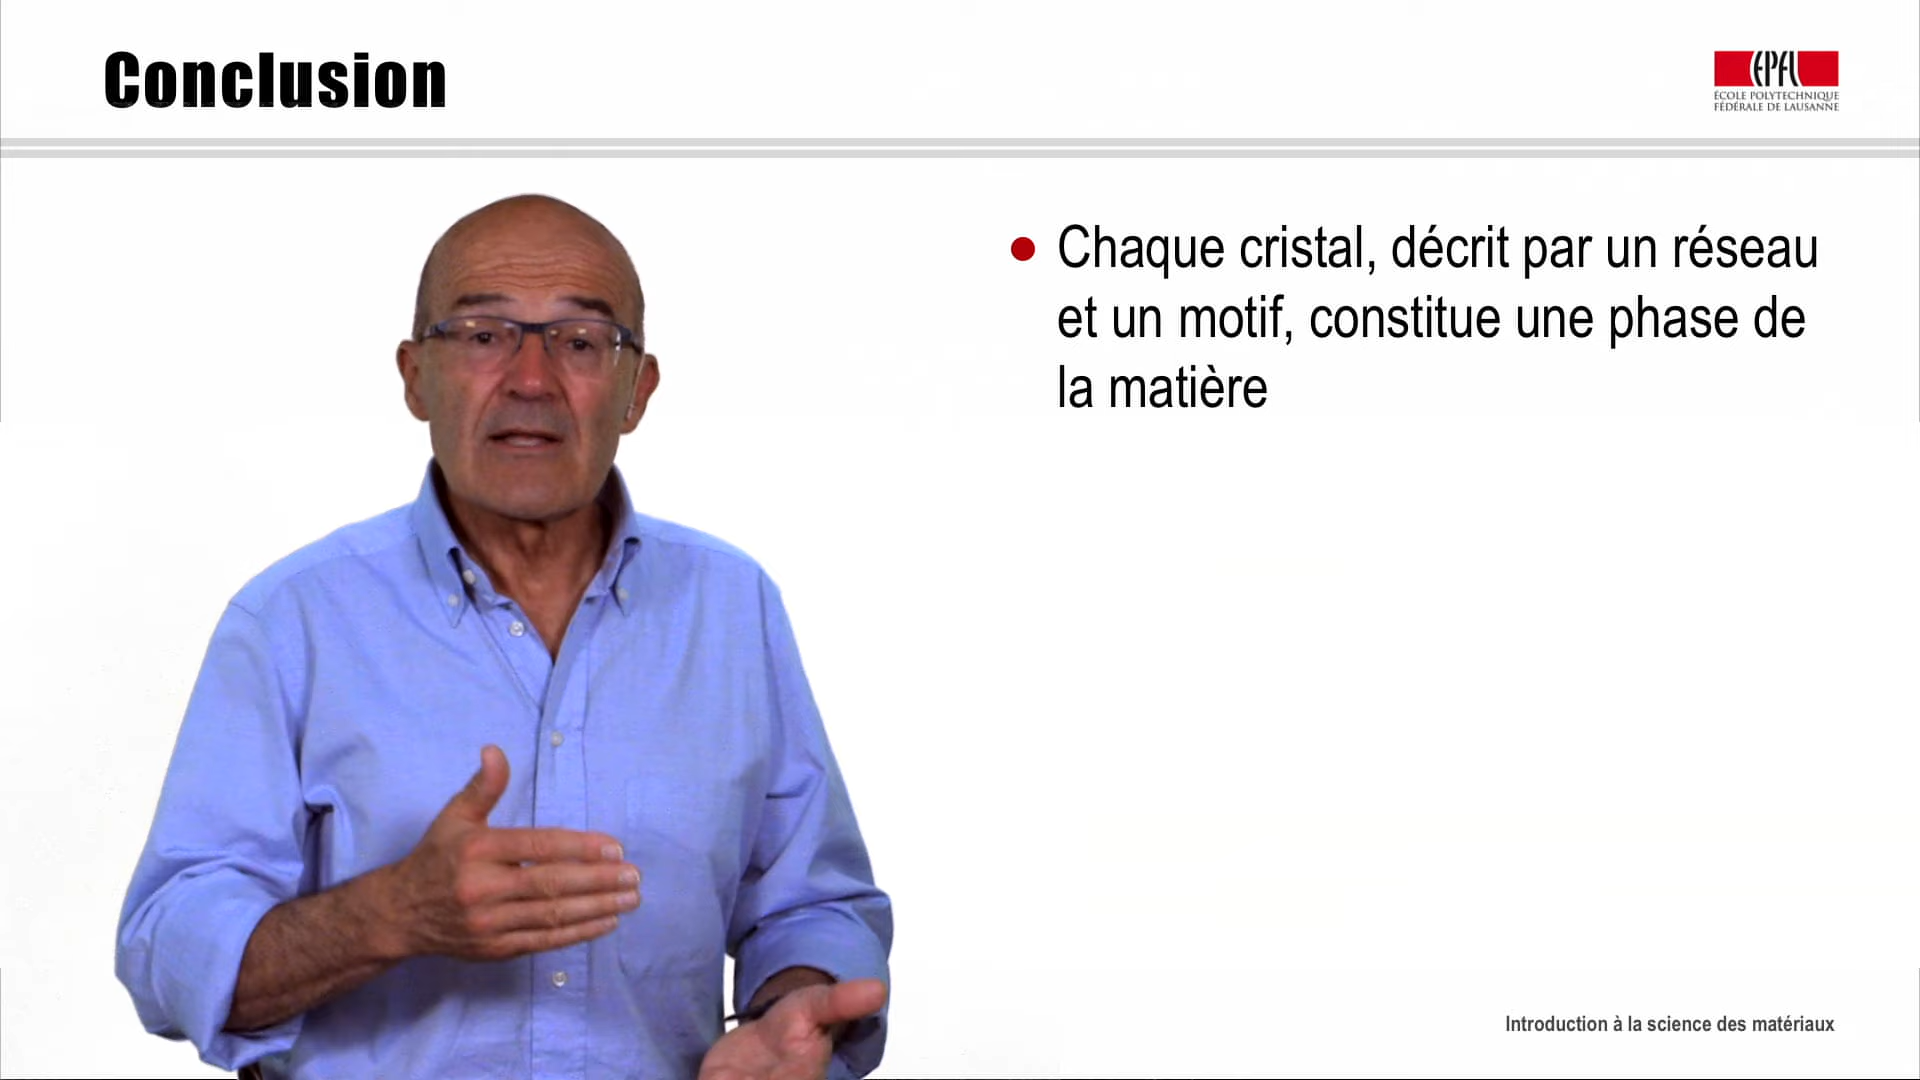 Conclusion
EPFL
ÉCOLE POLYTECHNIQUE
FÉDÉRALE DE LAUSANNE
• Chaque cristal, décrit par un réseau
et un motif, constitue une phase de
la matière
Introduction à la science des matériaux